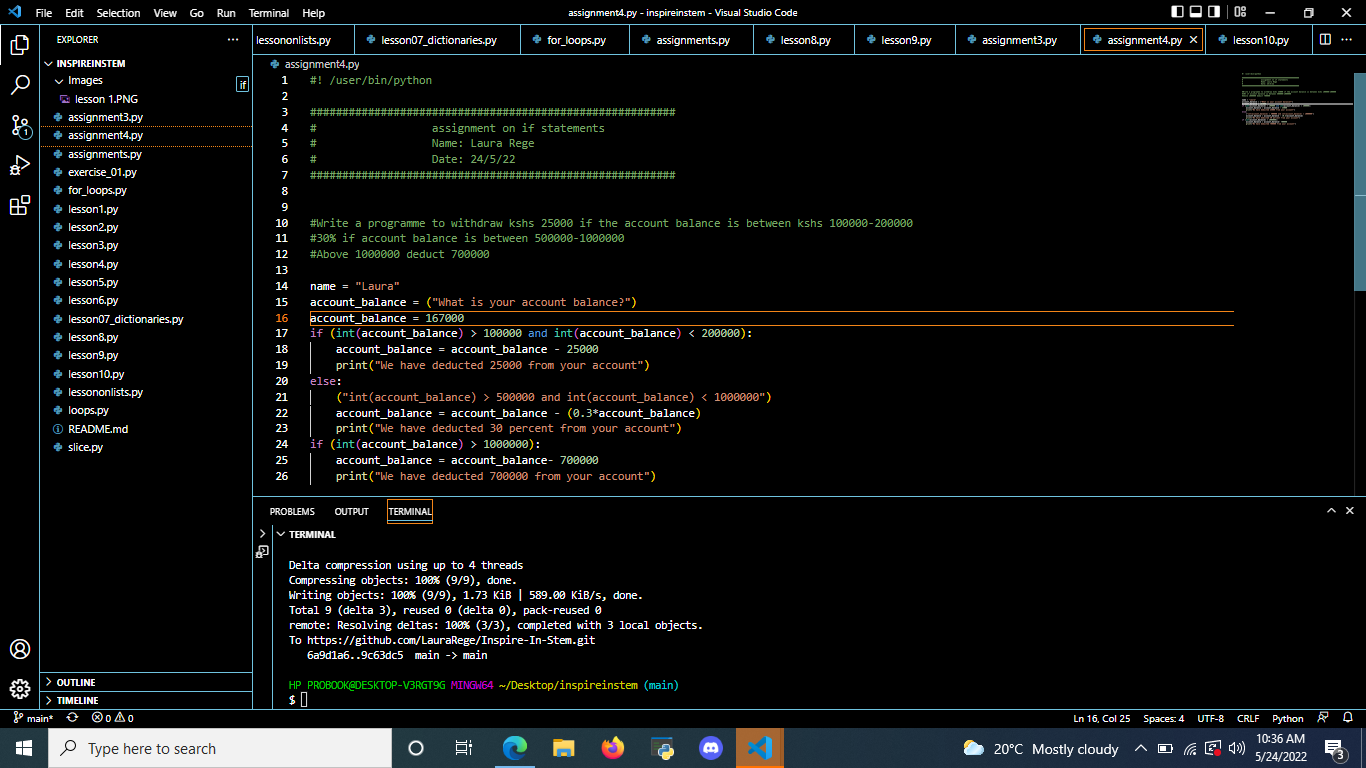 File Edit Selection View Go Run Terminal Help
assignment4.py - inspireinstem - Visual Studio Code
EXPLORER
INSPIREINSTEM
Images
if
lesson 1.PNG
assignment3.py
assignment4.py
assignments.py
exercise_01.py
for_loops.py
lesson1.py
lesson2.py
lesson3.py
lesson4.py
lesson5.py
lesson6.py
lesson07_dictionaries.py
lesson8.py
lesson9.py
lesson10.py
lessononlists.py
loops.py
README.md
slice.py
OUTLINE
TIMELINE
1
lessononlists.py lesson07_dictionaries.py for_loops.py assignments.py lesson8.py lesson9.py assignment3.py assignment4.py lesson10.py
assignment4.py
1 #! /user/bin/python
2
3 #########################################################
4 # assignment on if statements
5 # Name: Laura Rege
6 # Date: 24/5/22
7 #########################################################
8
9
10 #Write a programme to withdraw kshs 25000 if the account balance is between kshs 100000-200000
11 #30% if account balance is between 500000-1000000
12 #Above 1000000 deduct 700000
13
14 name = "Laura"
15 account_balance = ("What is your account balance?")
16 account_balance = 167000
17 if (int(account_balance) > 100000 and int(account_balance) < 200000):
18 account_balance = account_balance - 25000
19 print("We have deducted 25000 from your account")
20 else:
21 ("int(account_balance) > 500000 and int(account_balance) < 1000000")
22 account_balance = account_balance - (0.3*account_balance)
23 print("We have deducted 30 percent from your account")
24 if (int(account_balance) > 1000000):
25 account_balance = account_balance- 700000
26 print("We have deducted 700000 from your account")
PROBLEMS OUTPUT TERMINAL
TERMINAL
Delta compression using up to 4 threads
Compressing objects: 100% (9/9), done.
Writing objects: 100% (9/9), 1.73 KiB | 589.00 KiB/s, done.
Total 9 (delta 3), reused 0 (delta 0), pack-reused 0
remote: Resolving deltas: 100% (3/3), completed with 3 local objects.
To https://github.com/LauraRege/Inspire-In-Stem.git
6a9d1a6..9c63dc5 main -> main
HP PROBOOK@DESKTOP-V3RGT9G MINGW64 ~/Desktop/inspireinstem (main)
$
main* 0 0 Ln 16, Col 25 Spaces: 4 UTF-8 CRLF Python
Type here to search
20°C Mostly cloudy
10:36 AM
5/24/2022
3